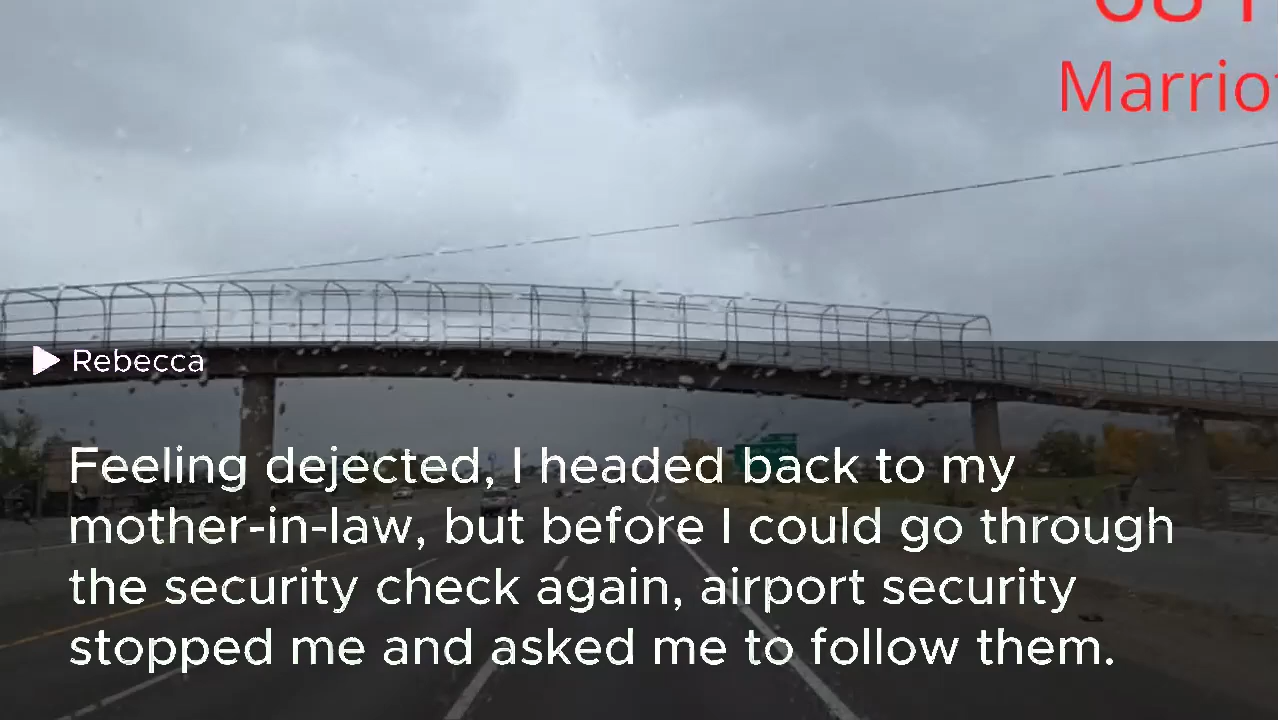 Marrio
Rebecca
Feeling dejected, I headed back to my
mother-in-law, but before I could go through
the security check again, airport security
stopped me and asked me to follow them.